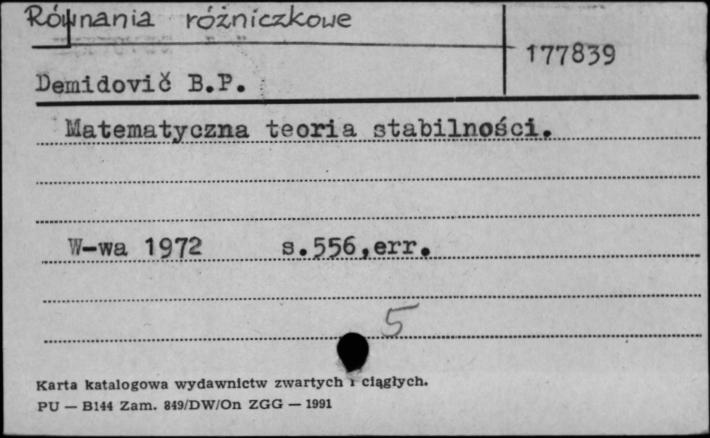 Równania różniczkowe
177839
Demidovič B.P.
Matematyczna teoria stabilności.
W-wa 1972 s.556,err.
5
Karta katalogowa wydawnictw zwartych i ciągłych.
PU — B144 Zam. 849/DW/On ZGG — 1991